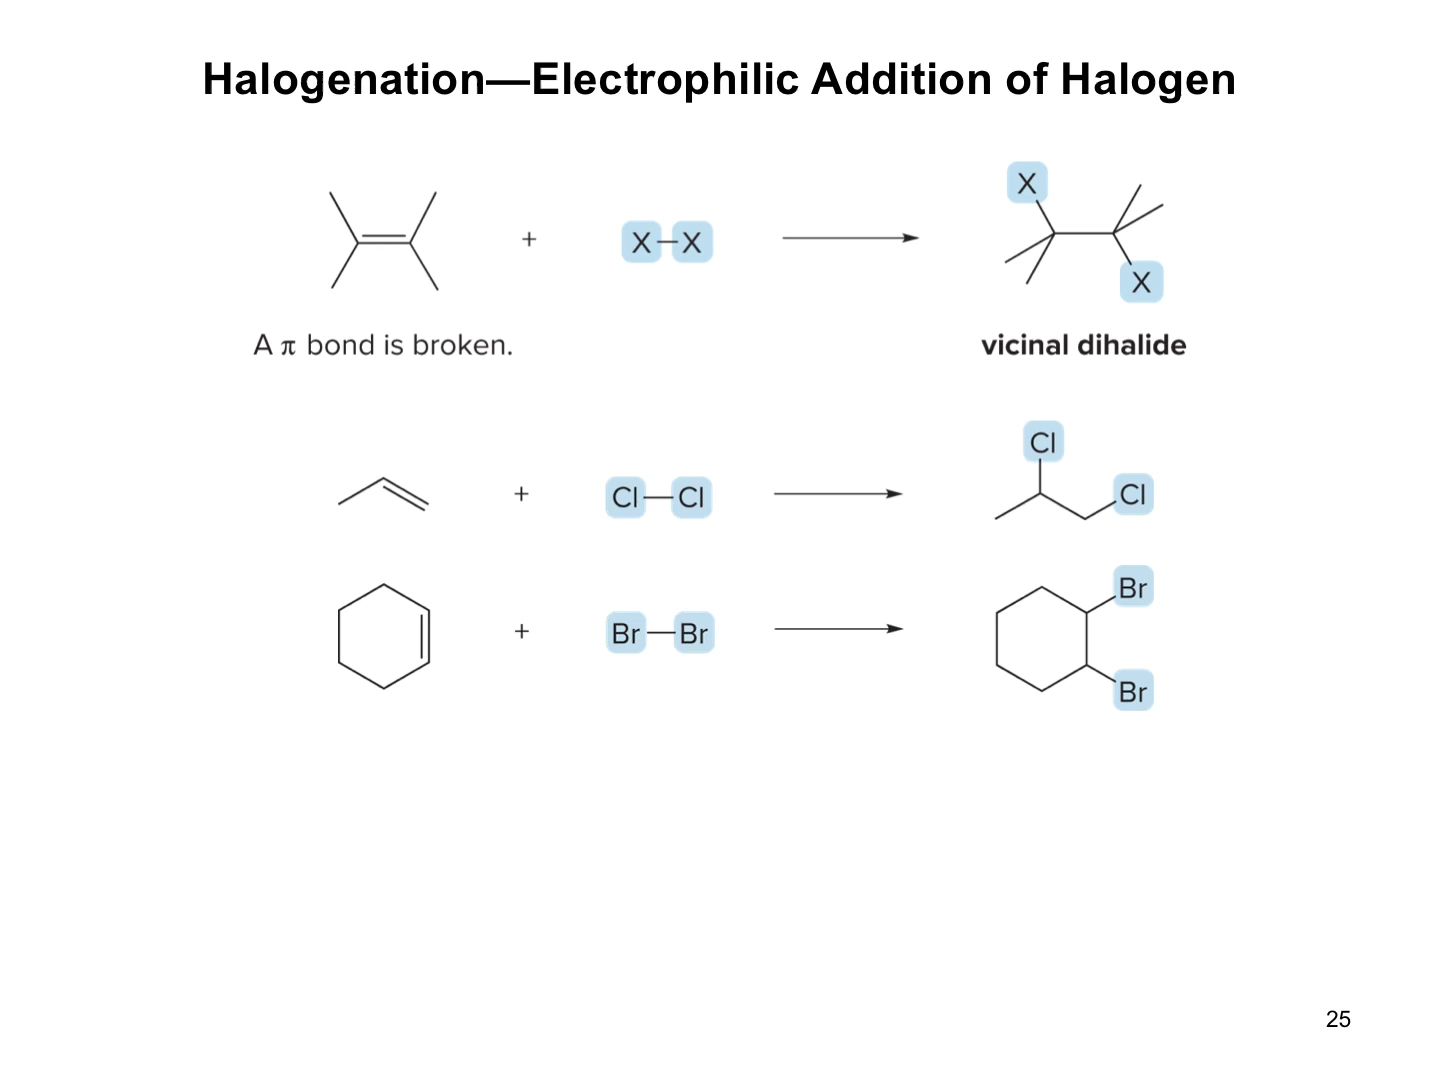 Halogenation—Electrophilic Addition of Halogen
X
+ X–X
X
A π bond is broken. vicinal dihalide
Cl
+ Cl—Cl Cl
Br
+ Br—Br
Br
25